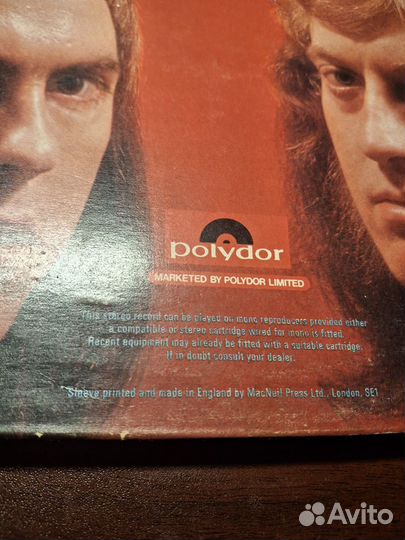 polydor
MARKETED BY POLYDOR LIMITED
This stereo record can be played on mono reproducers provided either
a compatible or stereo cartridge wired for mono is fitted.
Recent equipment may already be fitted with a suitable cartridge.
If in doubt consult your dealer.
Sleeve printed and made in England by MacNeil Press Ltd., London, SE1
Avito